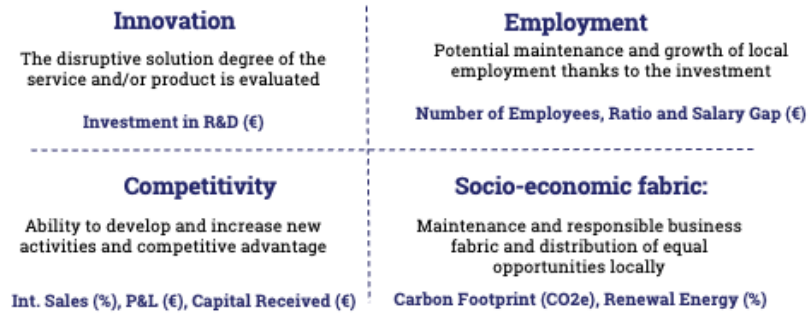 Innovation
The disruptive solution degree of the
service and/or product is evaluated
Investment in R&D (€)
Employment
Potential maintenance and growth of local
employment thanks to the investment
Number of Employees, Ratio and Salary Gap (€)
Competitivity
Ability to develop and increase new
activities and competitive advantage
Int. Sales (%), P&L (€), Capital Received (€)
Socio-economic fabric:
Maintenance and responsible business
fabric and distribution of equal
opportunities locally
Carbon Footprint (CO2e), Renewal Energy (%)